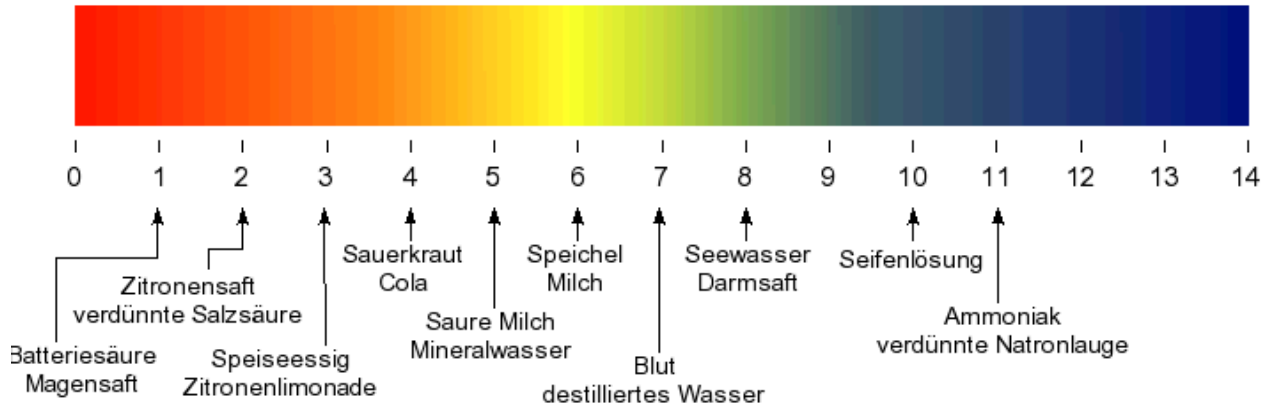 0 1 2 3 4 5 6 7 8 9 10 11 12 13 14
Batteriesäure
Magensaft
Zitronensaft
verdünnte Salzsäure
Speiseessig
Zitronenlimonade
Sauerkraut
Cola
Saure Milch
Mineralwasser
Speichel
Milch
Blut
destilliertes Wasser
Seewasser
Darmsaft
Seifenlösung
Ammoniak
verdünnte Natronlauge